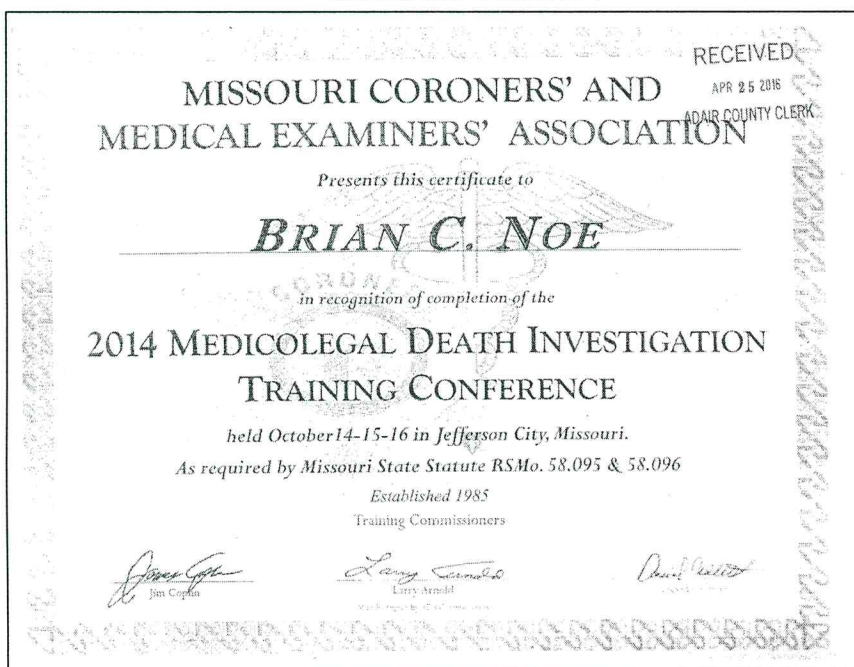 RECEIVED
APR 25 2016
ADAIR COUNTY CLERK
MISSOURI CORONERS' AND
MEDICAL EXAMINERS' ASSOCIATION
Presents this certificate to
BRIAN C. NOE
CORONE
in recognition of completion of the
2014 MEDICOLEGAL DEATH INVESTIGATION
TRAINING CONFERENCE
held October14-15-16 in Jefferson City, Missouri.
As required by Missouri State Statute RSMo. 58.095 & 58.096
Established 1985
Training Commissioners
Jim Coplin
Larry Arnold